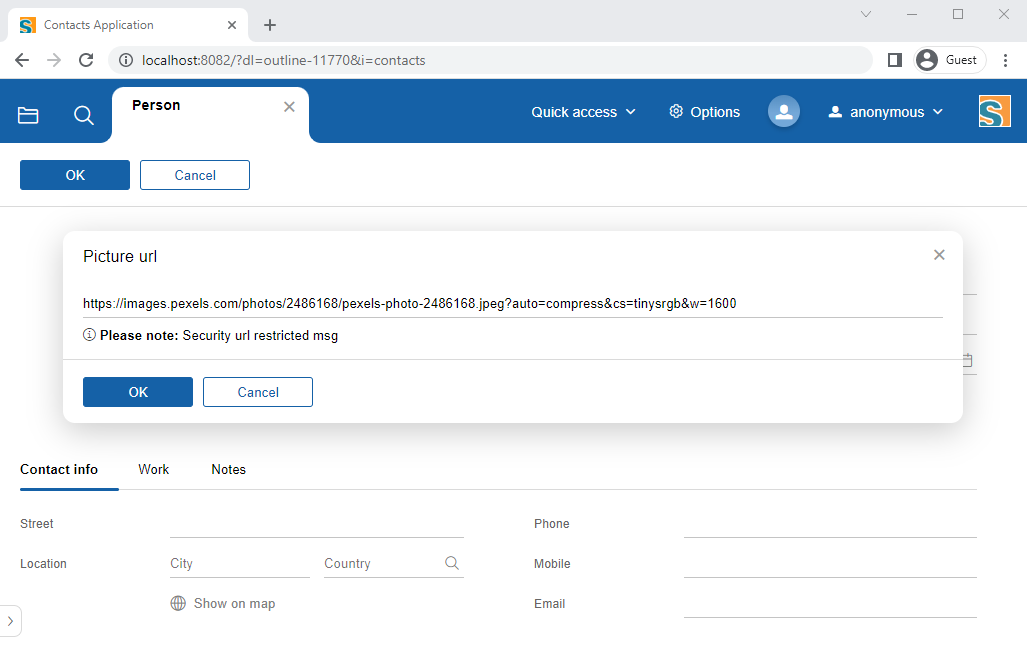 Contacts Application
localhost:8082/?dl=outline-11770&i=contacts
Guest
Person
Quick access
Options
anonymous
OK
Cancel
Picture url
https://images.pexels.com/photos/2486168/pexels-photo-2486168.jpeg?auto=compress&cs=tinysrgb&w=1600
Please note: Security url restricted msg
OK
Cancel
Contact info
Work
Notes
Street
Phone
Location
City
Country
Mobile
Show on map
Email